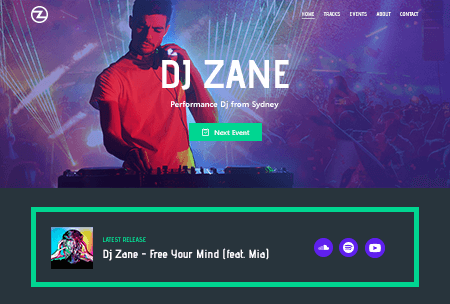 Z
HOME TRACKS EVENTS ABOUT CONTACT
DJ ZANE
Performance Dj from Sydney
Next Event
LATEST RELEASE
Dj Zane - Free Your Mind (feat. Mia)